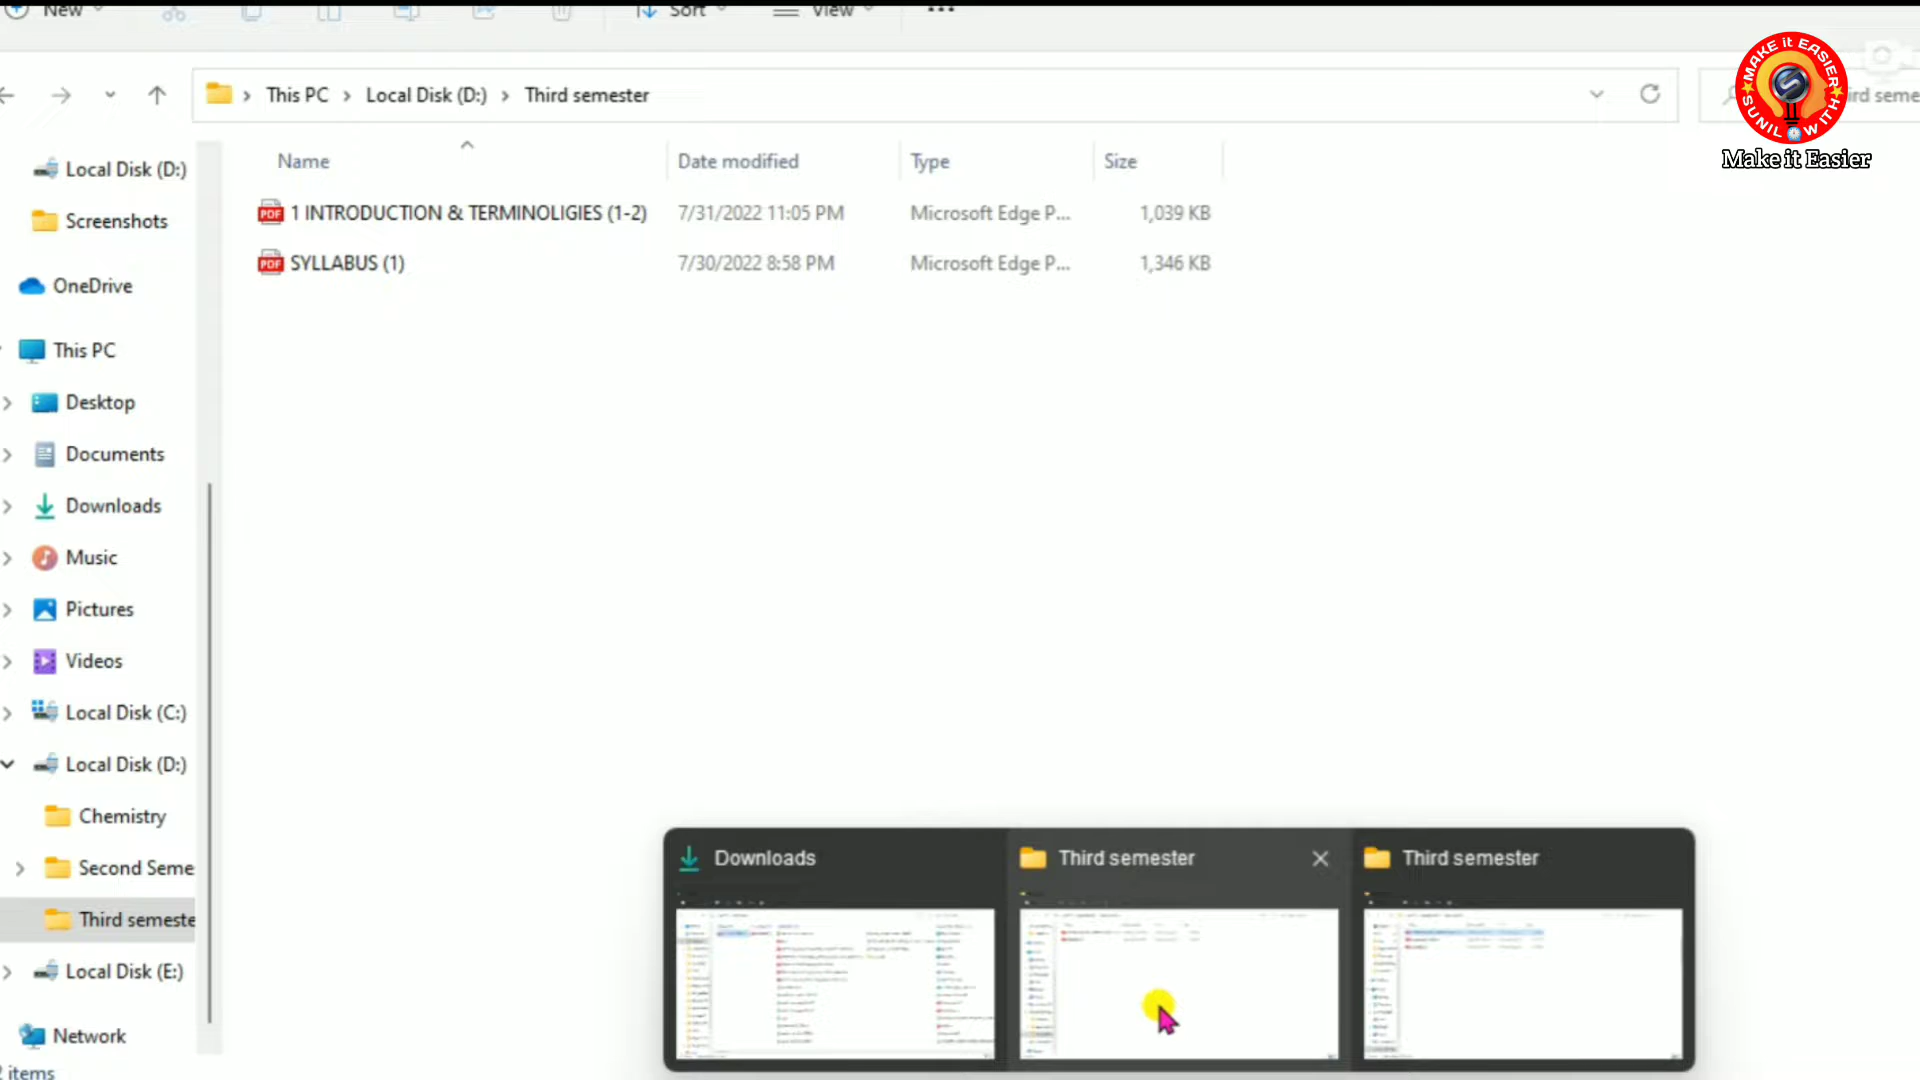 New
Sort
View
This PC
Local Disk (D:)
Third semester
ird seme
MAKE iT EASIER
WITH
SUNIL
Make it Easier
Name
Date modified
Type
Size
1 INTRODUCTION & TERMINOLIGIES (1-2)
7/31/2022 11:05 PM
Microsoft Edge P...
1,039 KB
SYLLABUS (1)
7/30/2022 8:58 PM
Microsoft Edge P...
1,346 KB
Local Disk (D:)
Screenshots
OneDrive
This PC
Desktop
Documents
Downloads
Music
Pictures
Videos
Local Disk (C:)
Local Disk (D:)
Chemistry
Second Seme
Third semeste
Local Disk (E:)
Network
items
Downloads
Third semester
Third semester